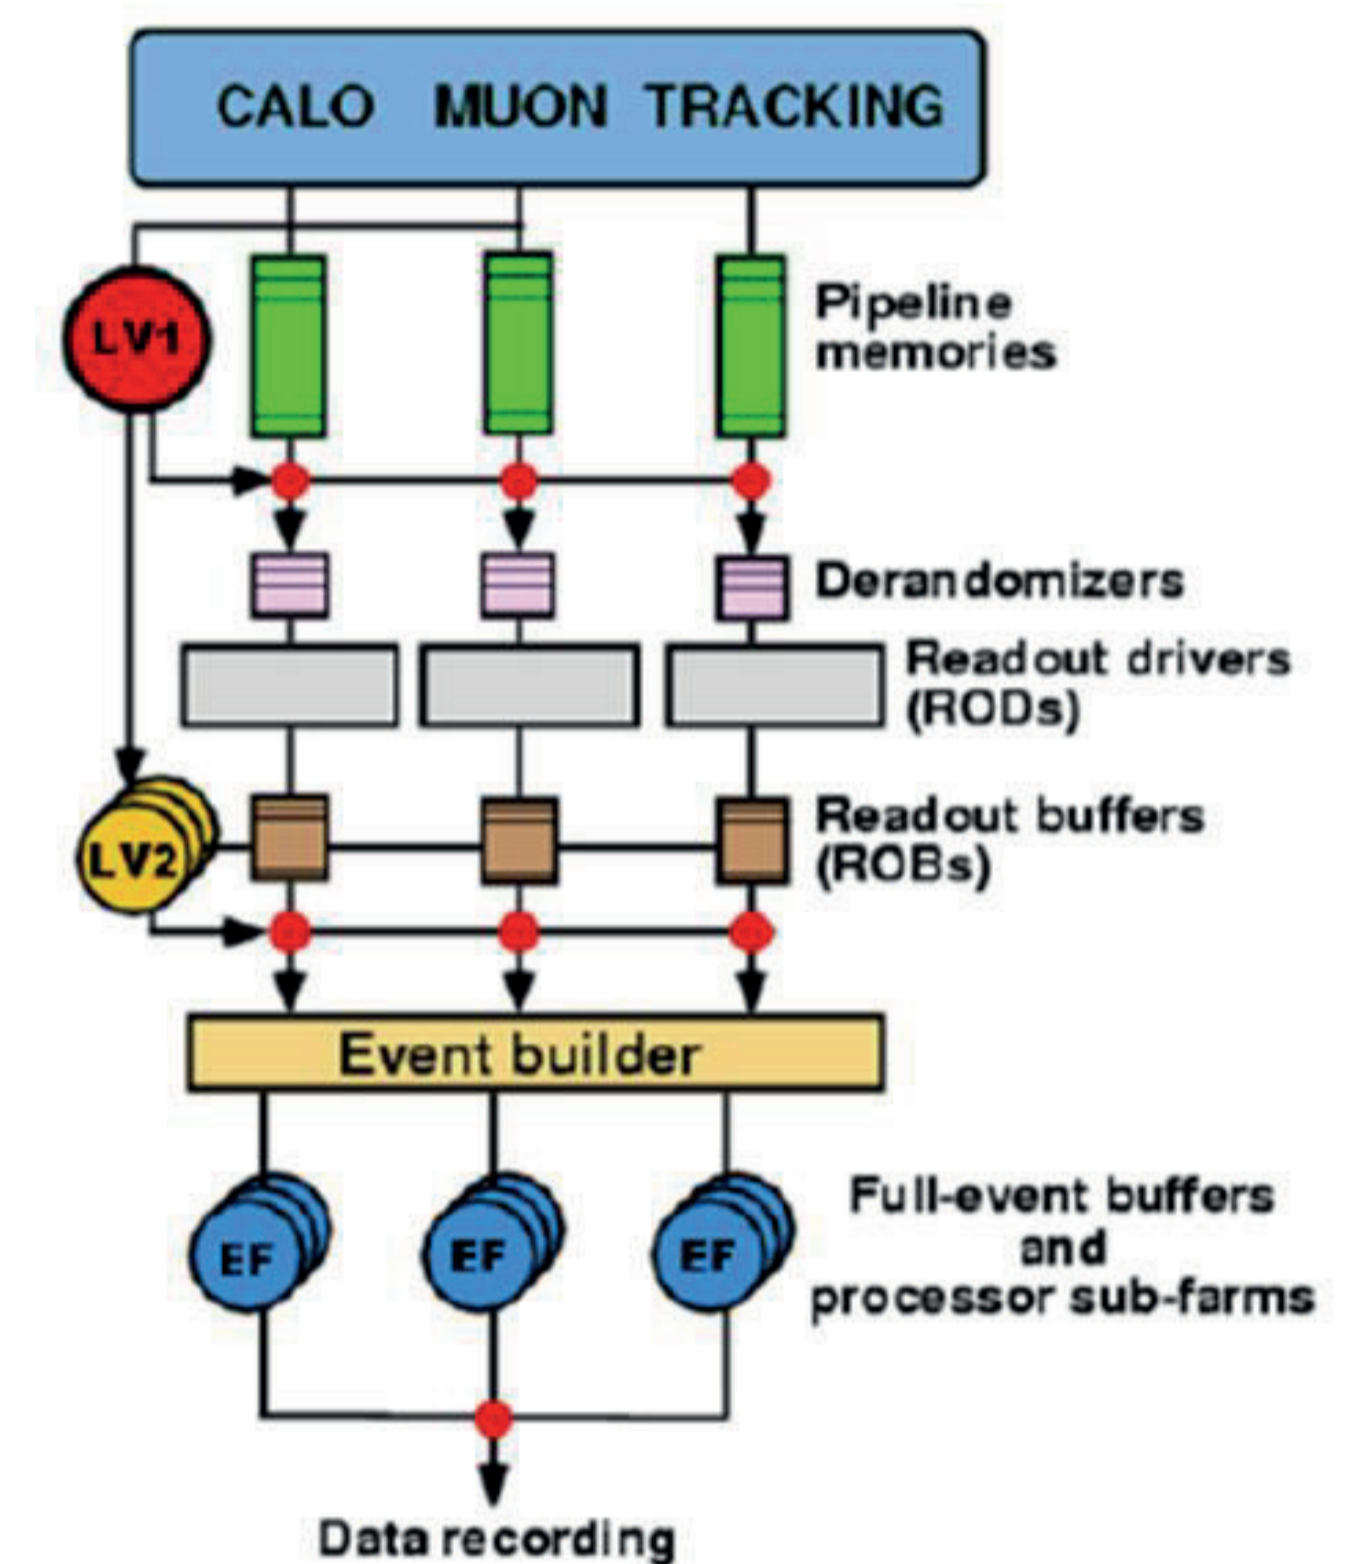 CALO MUON TRACKING
LV1
Pipeline
memories
Derandomizers
Readout drivers
(RODs)
LV2
Readout buffers
(ROBs)
Event builder
EF
EF
EF
Full-event buffers
and
processor sub-farms
Data recording